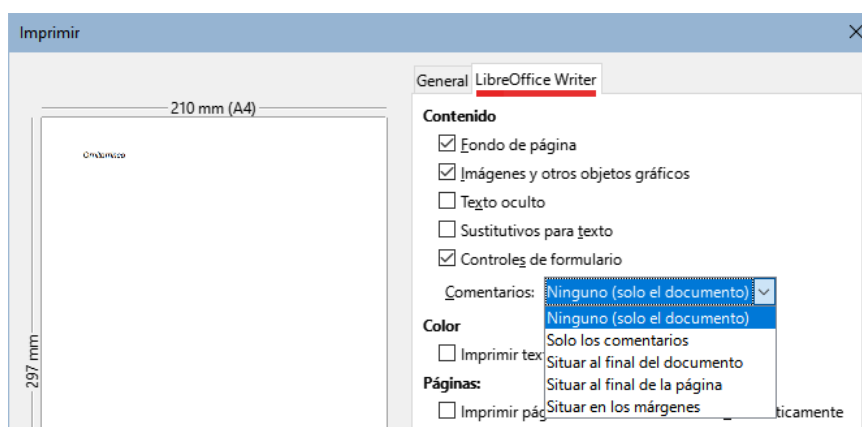 Imprimir
General LibreOffice Writer
210 mm (A4)
297 mm
Contenido
Fondo de página
Imágenes y otros objetos gráficos
Texto oculto
Sustitutivos para texto
Controles de formulario
Comentarios: Ninguno (solo el documento)
Ninguno (solo el documento)
Color
Solo los comentarios
Imprimir tex
Situar al final del documento
Páginas:
Situar al final de la página
Imprimir pág
Situar en los márgenes
ticamente